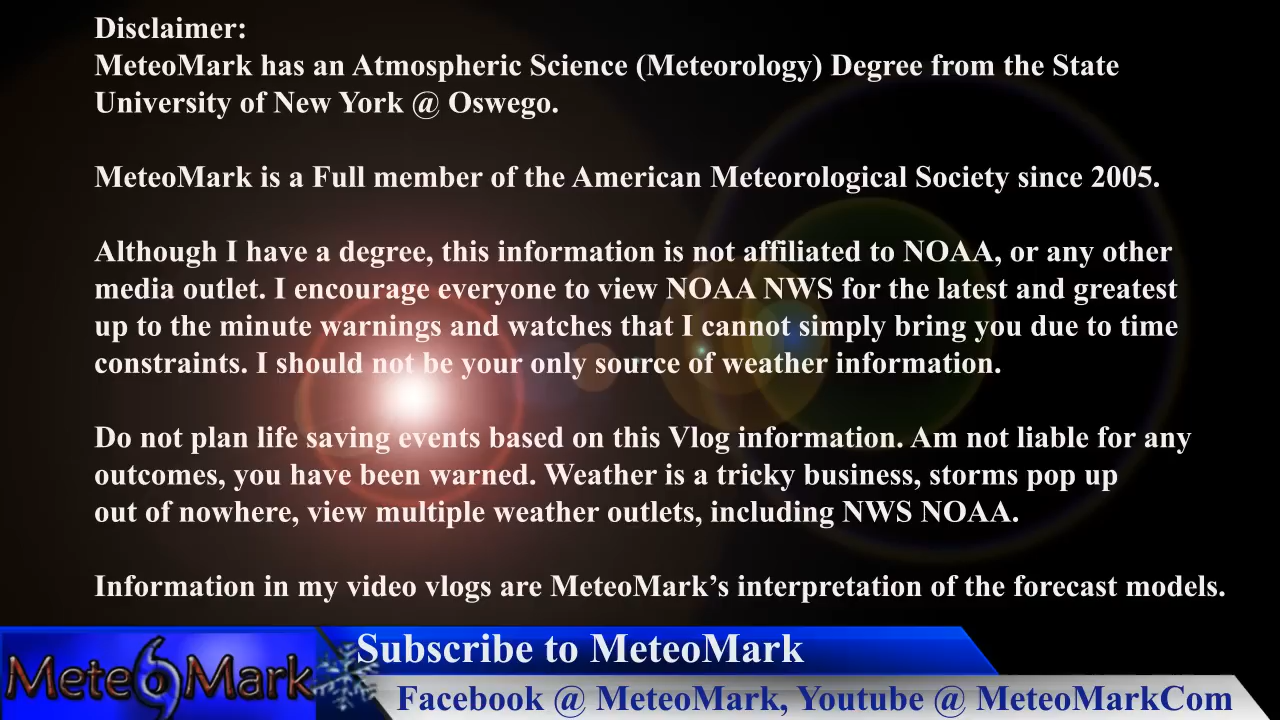 Disclaimer:
MeteoMark has an Atmospheric Science (Meteorology) Degree from the State
University of New York @ Oswego.
MeteoMark is a Full member of the American Meteorological Society since 2005.
Although I have a degree, this information is not affiliated to NOAA, or any other
media outlet. I encourage everyone to view NOAA NWS for the latest and greatest
up to the minute warnings and watches that I cannot simply bring you due to time
constraints. I should not be your only source of weather information.
Do not plan life saving events based on this Vlog information. Am not liable for any
outcomes, you have been warned. Weather is a tricky business, storms pop up
out of nowhere, view multiple weather outlets, including NWS NOAA.
Information in my video vlogs are MeteoMark’s interpretation of the forecast models.
Subscribe to MeteoMark
MeteoMark
Facebook @ MeteoMark, Youtube @ MeteoMarkCom